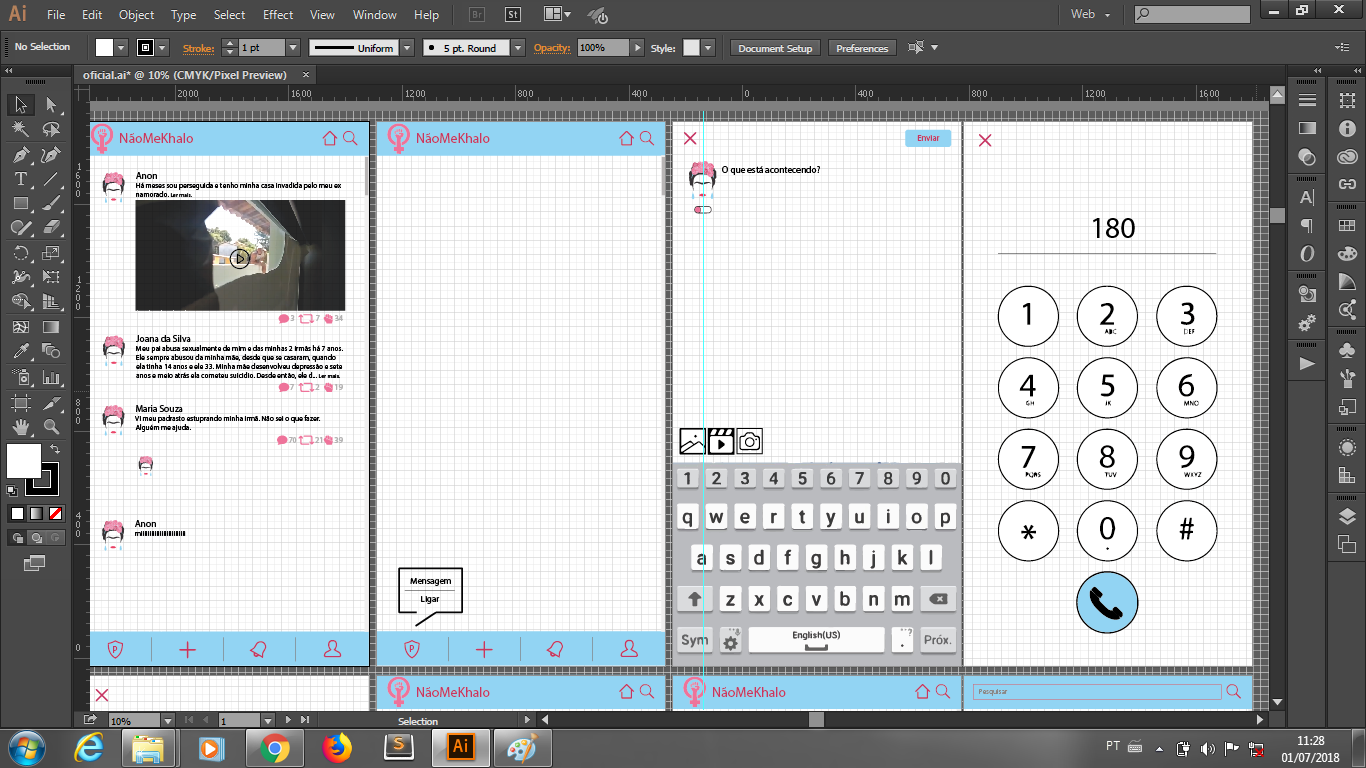 Ai File Edit Object Type Select Effect View Window Help Br St Web
No Selection Stroke: 1 pt Uniform 5 pt. Round Opacity: 100% Style: Document Setup Preferences
oficial.ai* @ 10% (CMYK/Pixel Preview) ×
2000 1600 1200 800 400 0 400 800 1200 1600
1600
1200
800
400
0
NãoMeKhalo
Anon
Há meses sou perseguida e tenho minha casa invadida pelo meu ex
namorado. Ler mais.
3 7 34
Joana da Silva
Meu pai abusa sexualmente de mim e das minhas 2 irmãs há 7 anos.
Ele sempre abusou da minha mãe, desde que se casaram, quando
ela tinha 14 anos e ele 33. Minha mãe desenvolveu depressão e sete
anos e meio atrás ela cometeu suicídio. Desde então, ele d... Ler mais.
7 2 19
Maria Souza
Vi meu padrasto estuprando minha irmã. Não sei o que fazer.
Alguém me ajuda.
70 21 39
Anon
P
NãoMeKhalo
Mensagem
Ligar
P
Enviar
O que está acontecendo?
1 2 3 4 5 6 7 8 9 0
q w e r t y u i o p
a s d f g h j k l
z x c v b n m
Sym English(US) . ? Próx.
180
1 2 3
ABC DEF
4 5 6
GH JK MNO
7 8 9
PQRS TUV WXYZ
* 0 #
NãoMeKhalo
NãoMeKhalo
Pesquisar
10% 1 Selection
S Ai PT 11:28
01/07/2018